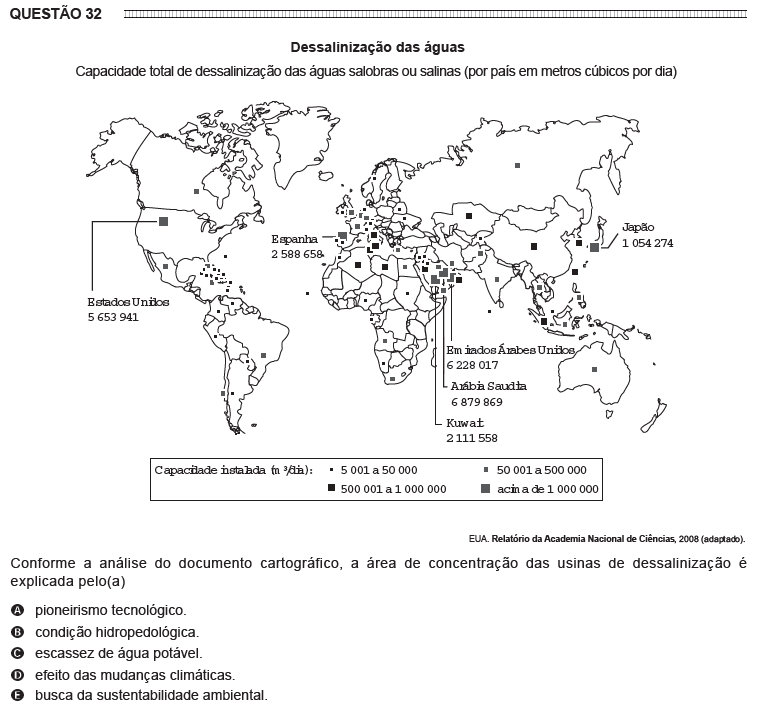 QUESTÃO 32
Dessalinização das águas
Capacidade total de dessalinização das águas salobras ou salinas (por país em metros cúbicos por dia)
Japão
1 054 274
Espanha
2 588 658
Estados Unidos
5 653 941
Emirados Árabes Unidos
6 228 017
Arábia Saudita
6 879 869
Kuwait
2 111 558
Capacidade instalada (m³/dia):
5 001 a 50 000
50 001 a 500 000
500 001 a 1 000 000
acima de 1 000 000
EUA. Relatório da Academia Nacional de Ciências, 2008 (adaptado).
Conforme a análise do documento cartográfico, a área de concentração das usinas de dessalinização é
explicada pelo(a)
A pioneirismo tecnológico.
B condição hidropedológica.
C escassez de água potável.
D efeito das mudanças climáticas.
E busca da sustentabilidade ambiental.